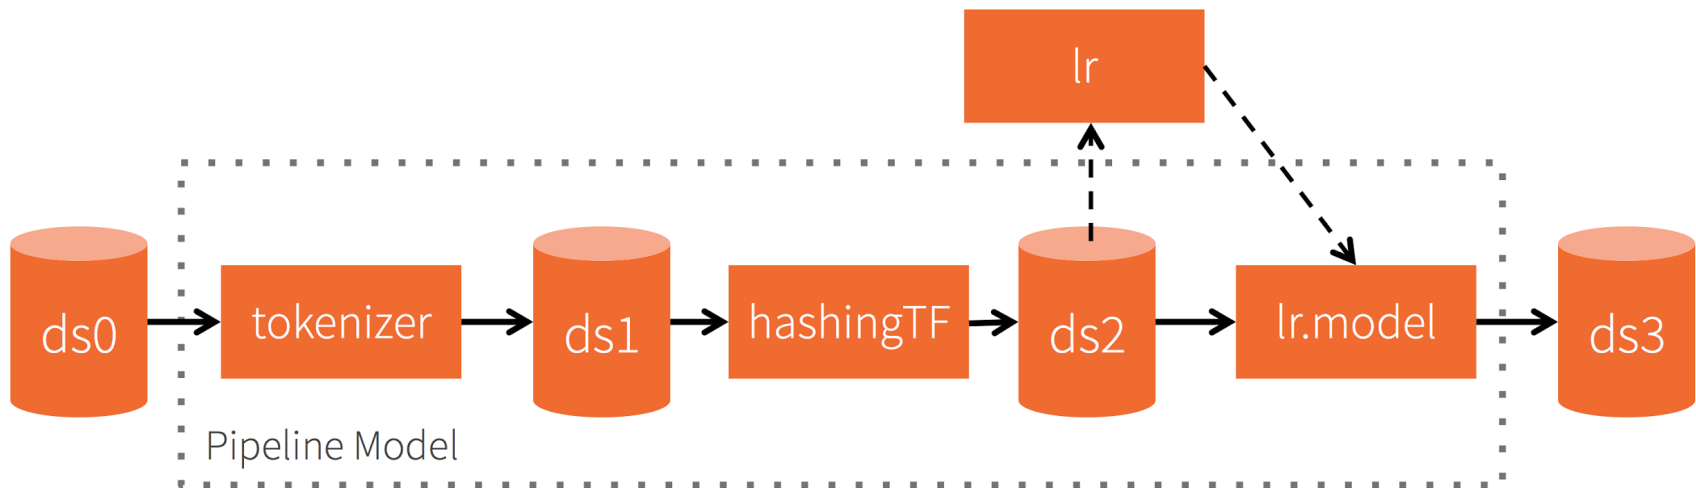 lr
ds0
tokenizer
ds1
hashingTF
ds2
lr.model
ds3
Pipeline Model